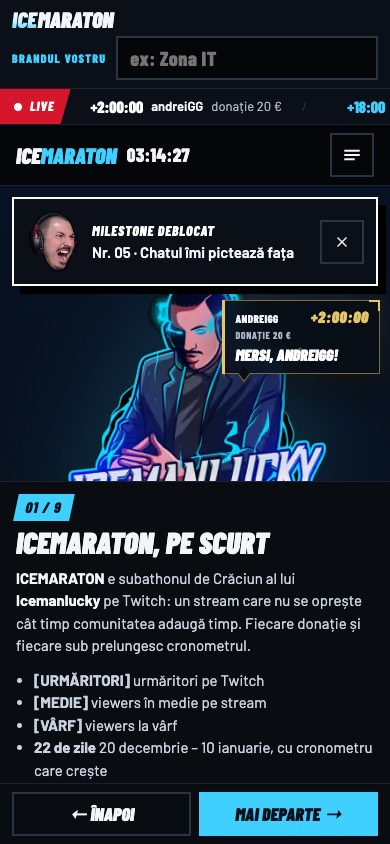 ICEMARATON
BRANDUL VOSTRU
ex: Zona IT
LIVE
+2:00:00 andreiGG donație 20 € / +18:00
ICEMARATON 03:14:27
MILESTONE DEBLOCAT
Nr. 05 · Chatul îmi pictează fața
ANDREIGG +2:00:00
DONAȚIE 20 €
MERSI, ANDREIGG!
ICEMANLUCKY
01 / 9
ICEMARATON, PE SCURT
ICEMARATON e subathonul de Crăciun al lui
Icemanlucky pe Twitch: un stream care nu se oprește
cât timp comunitatea adaugă timp. Fiecare donație și
fiecare sub prelungesc cronometrul.
• [URMĂRITORI] urmăritori pe Twitch
• [MEDIE] viewers în medie pe stream
• [VÂRF] viewers la vârf
• 22 de zile 20 decembrie – 10 ianuarie, cu cronometru
care crește
← ÎNAPOI
MAI DEPARTE →